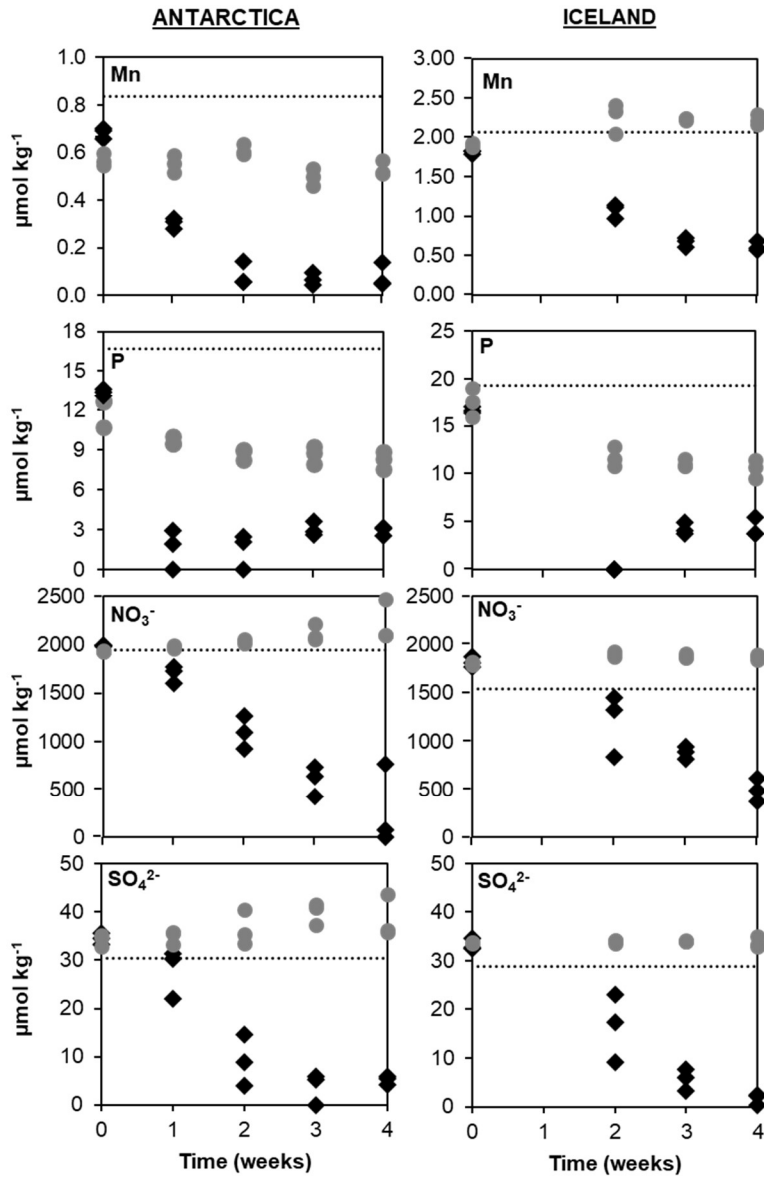 ANTARCTICA
ICELAND
Mn
1.0
0.8
0.6
0.4
0.2
0.0
µmol kg⁻¹
Mn
3.00
2.50
2.00
1.50
1.00
0.50
0.00
P
18
15
12
9
6
3
0
µmol kg⁻¹
P
25
20
15
10
5
0
NO₃⁻
2500
2000
1500
1000
500
0
µmol kg⁻¹
NO₃⁻
2500
2000
1500
1000
500
0
SO₄²⁻
50
40
30
20
10
0
µmol kg⁻¹
0 1 2 3 4
Time (weeks)
SO₄²⁻
50
40
30
20
10
0
0 1 2 3 4
Time (weeks)